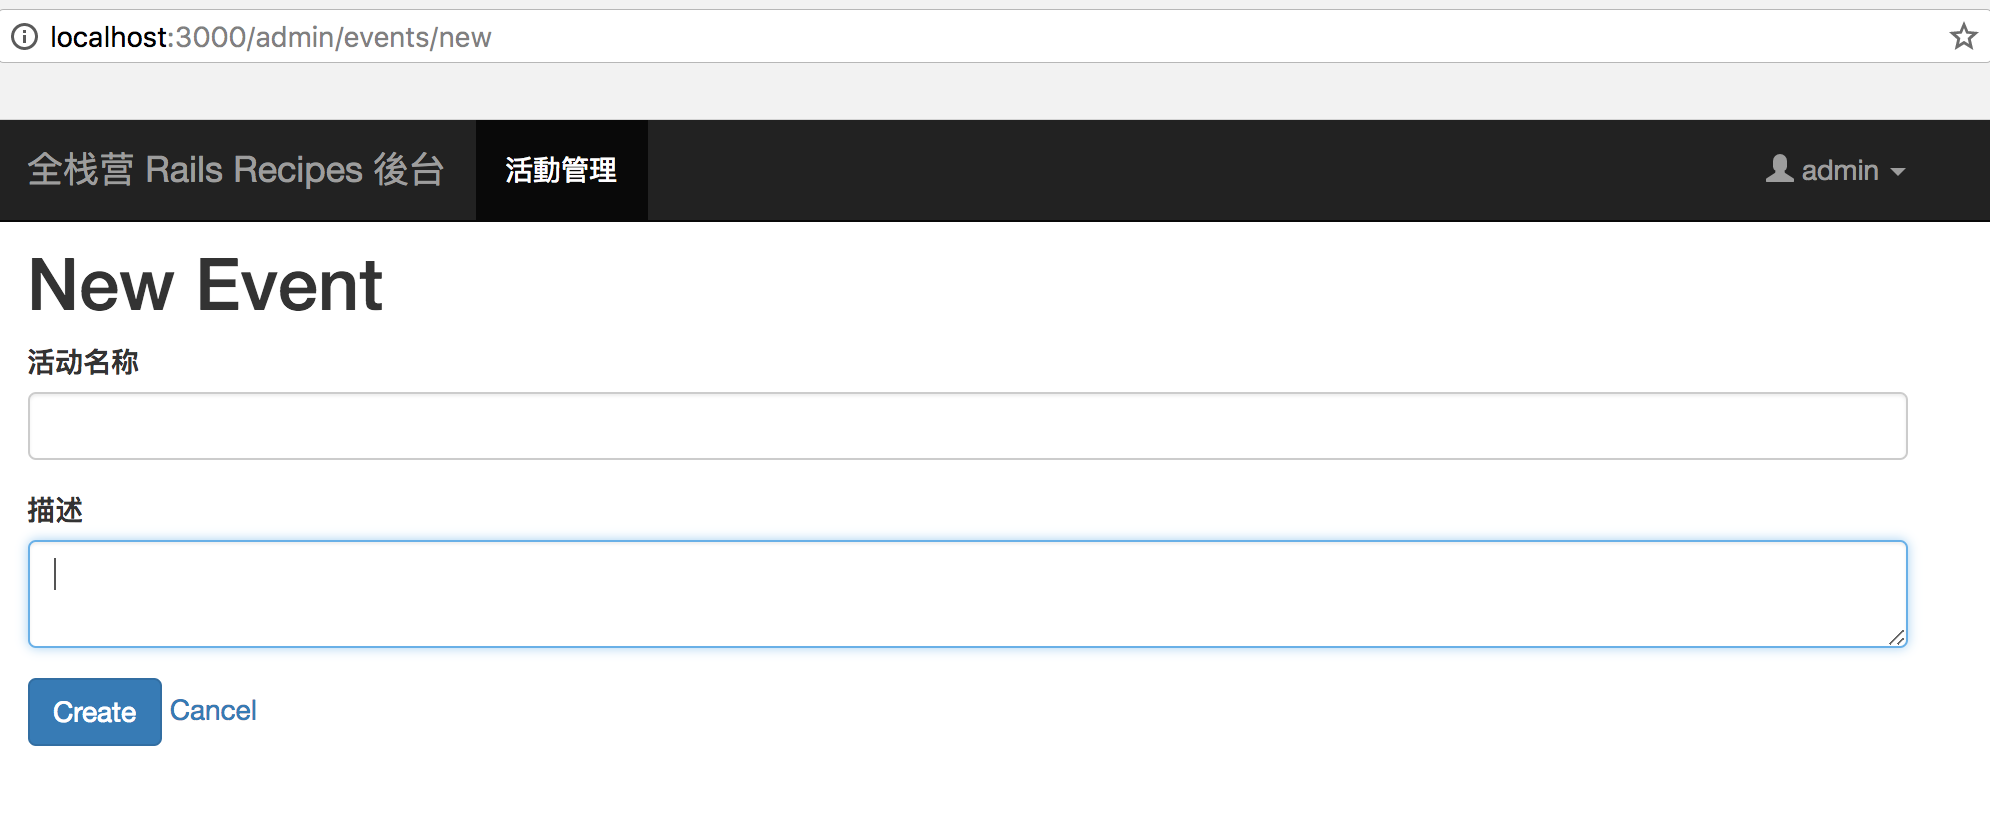 localhost:3000/admin/events/new
全栈营 Rails Recipes 後台 活動管理 admin
New Event
活动名称
描述
Create Cancel